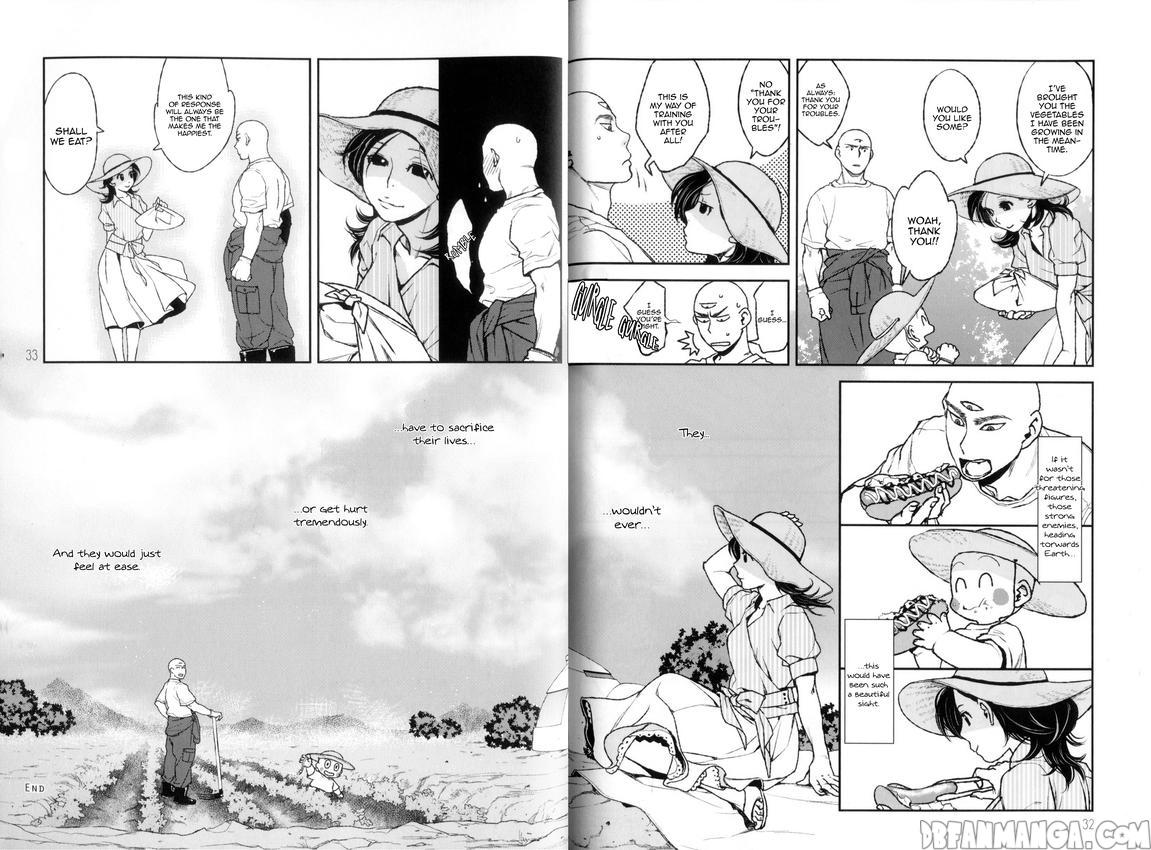 I'VE
BROUGHT
YOU THE
VEGETABLES
I HAVE BEEN
GROWING IN
THE MEAN-
TIME.
WOULD
YOU LIKE
SOME?
WOAH,
THANK
YOU!!
AS
ALWAYS:
THANK YOU
FOR YOUR
TROUBLES.
NO
"THANK
YOU FOR
YOUR
TROU-
BLES"!
THIS IS
MY WAY OF
TRAINING
WITH YOU
AFTER
ALL!
I
GUESS...
I
GUESS
YOU'RE
RIGHT.
GURGLE
GURGLE
RUMBLE
THIS KIND
OF RESPONSE
WILL ALWAYS BE
THE ONE THAT
MAKES ME THE
HAPPIEST.
SHALL
WE EAT?
33
If it
wasn't
for those
threatening
figures,
those
strong
enemies,
heading
torwards
Earth...
...this
would have
been such
a beautiful
sight.
They...
...wouldn't
ever...
...have to sacrifice
their lives...
...or get hurt
tremendously.
And they would just
feel at ease.
END
32
DBFANMANGA.COM